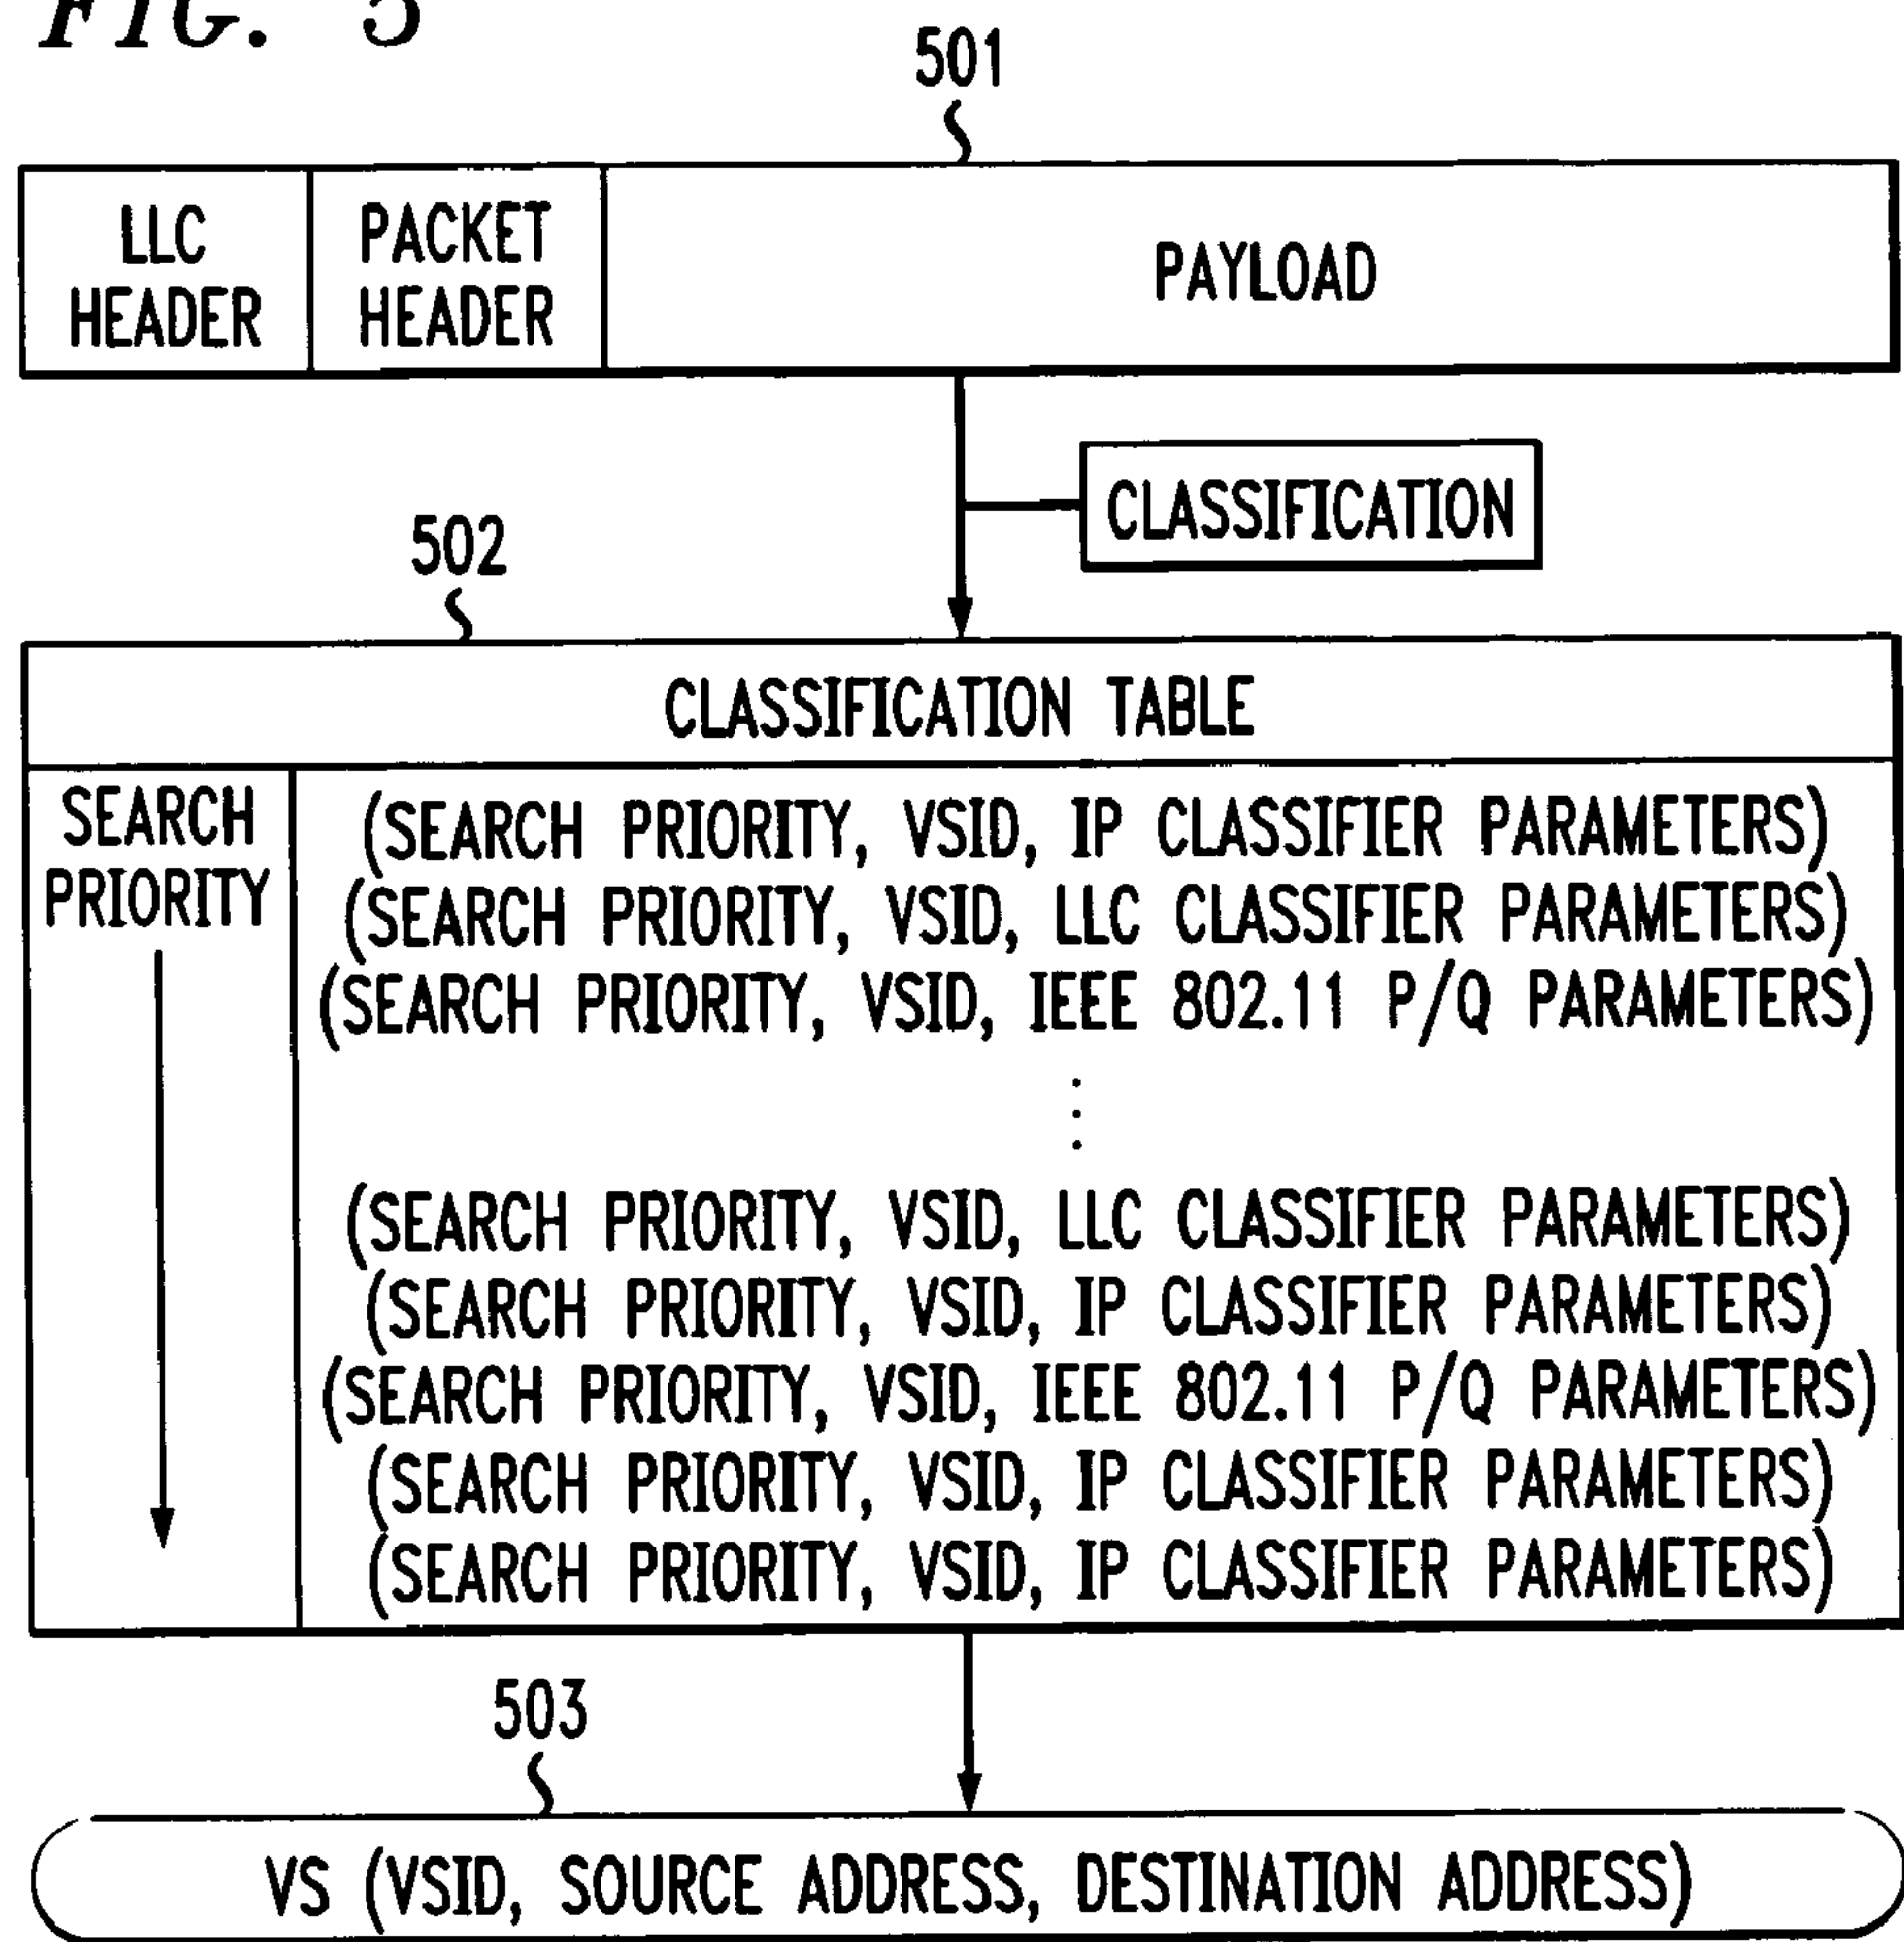 FIG. 5
501
LLC
HEADER
PACKET
HEADER
PAYLOAD
CLASSIFICATION
502
CLASSIFICATION TABLE
SEARCH
PRIORITY
(SEARCH PRIORITY, VSID, IP CLASSIFIER PARAMETERS)
(SEARCH PRIORITY, VSID, LLC CLASSIFIER PARAMETERS)
(SEARCH PRIORITY, VSID, IEEE 802.11 P/Q PARAMETERS)
⋮
(SEARCH PRIORITY, VSID, LLC CLASSIFIER PARAMETERS)
(SEARCH PRIORITY, VSID, IP CLASSIFIER PARAMETERS)
(SEARCH PRIORITY, VSID, IEEE 802.11 P/Q PARAMETERS)
(SEARCH PRIORITY, VSID, IP CLASSIFIER PARAMETERS)
(SEARCH PRIORITY, VSID, IP CLASSIFIER PARAMETERS)
503
VS (VSID, SOURCE ADDRESS, DESTINATION ADDRESS)